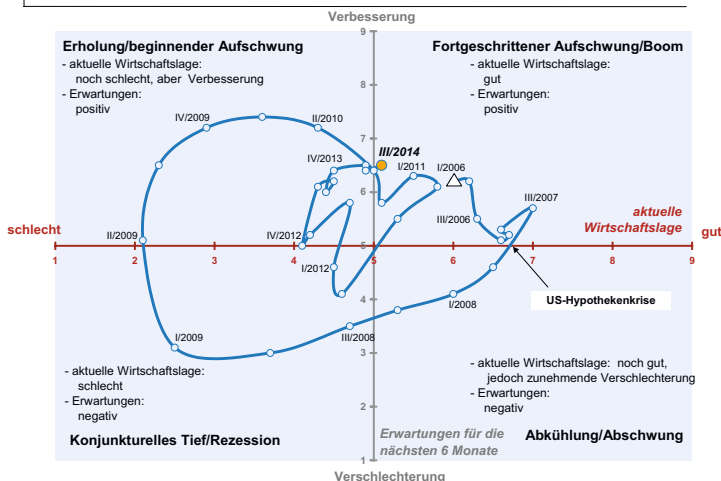 Verbesserung
9
Erholung/beginnender Aufschwung
- aktuelle Wirtschaftslage:
noch schlecht, aber Verbesserung
- Erwartungen:
positiv
Fortgeschrittener Aufschwung/Boom
- aktuelle Wirtschaftslage:
gut
- Erwartungen:
positiv
8
IV/2009
II/2010
7
IV/2013
III/2014
I/2011
I/2006
6
III/2006
III/2007
schlecht
aktuelle
Wirtschaftslage
gut
II/2009
IV/2012
5
1
2
3
4
5
6
7
8
9
I/2012
US-Hypothekenkrise
4
I/2008
III/2008
I/2009
3
- aktuelle Wirtschaftslage:
schlecht
- Erwartungen:
negativ
- aktuelle Wirtschaftslage: noch gut,
jedoch zunehmende Verschlechterung
- Erwartungen:
negativ
2
Konjunkturelles Tief/Rezession
Erwartungen für die
nächsten 6 Monate
Abkühlung/Abschwung
1
Verschlechterung